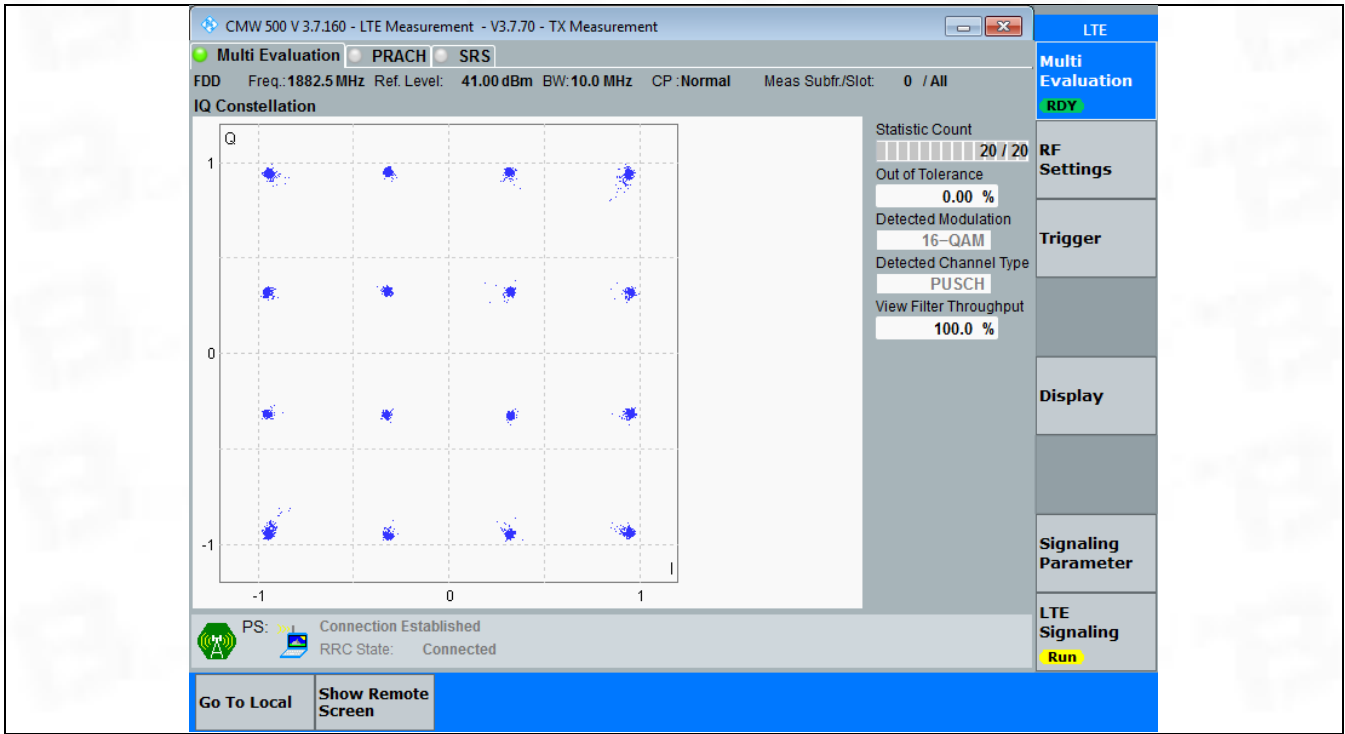 CMW 500 V 3.7.160 - LTE Measurement - V3.7.70 - TX Measurement
Multi Evaluation PRACH SRS
FDD Freq.: 1882.5 MHz Ref. Level: 41.00 dBm BW: 10.0 MHz CP : Normal Meas Subfr./Slot: 0 / All
IQ Constellation
Q
1
0
-1
I
-1 0 1
Statistic Count
20 / 20
Out of Tolerance
0.00 %
Detected Modulation
16-QAM
Detected Channel Type
PUSCH
View Filter Throughput
100.0 %
PS: Connection Established
RRC State: Connected
LTE
Multi
Evaluation
RDY
RF
Settings
Trigger
Display
Signaling
Parameter
LTE
Signaling
Run
Go To Local
Show Remote
Screen